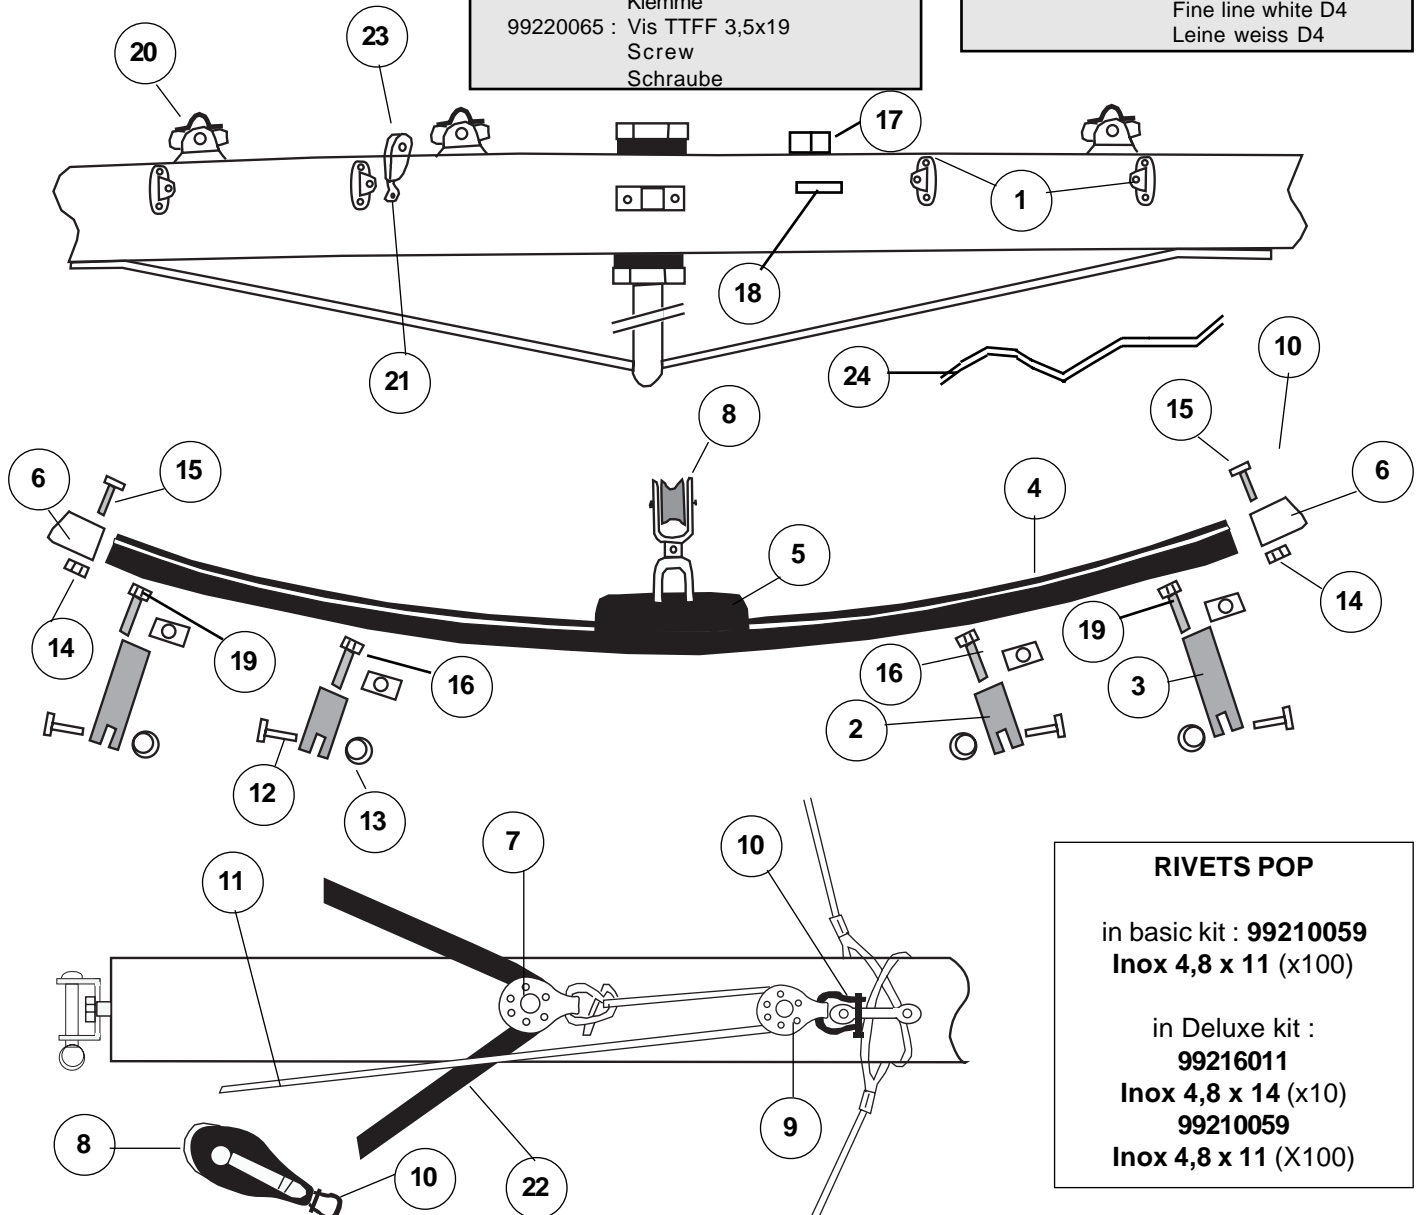 Klemme
99220065 : Vis TTFF 3,5x19
Screw
Schraube
Fine line white D4
Leine weiss D4
20
23
17
1
18
21
24
10
8
15
6
15
4
6
5
14
19
16
16
19
3
14
2
12
13
7
10
11
9
8
10
22
RIVETS POP
in basic kit : 99210059
Inox 4,8 x 11 (x100)
in Deluxe kit :
99216011
Inox 4,8 x 14 (x10)
99210059
Inox 4,8 x 11 (X100)